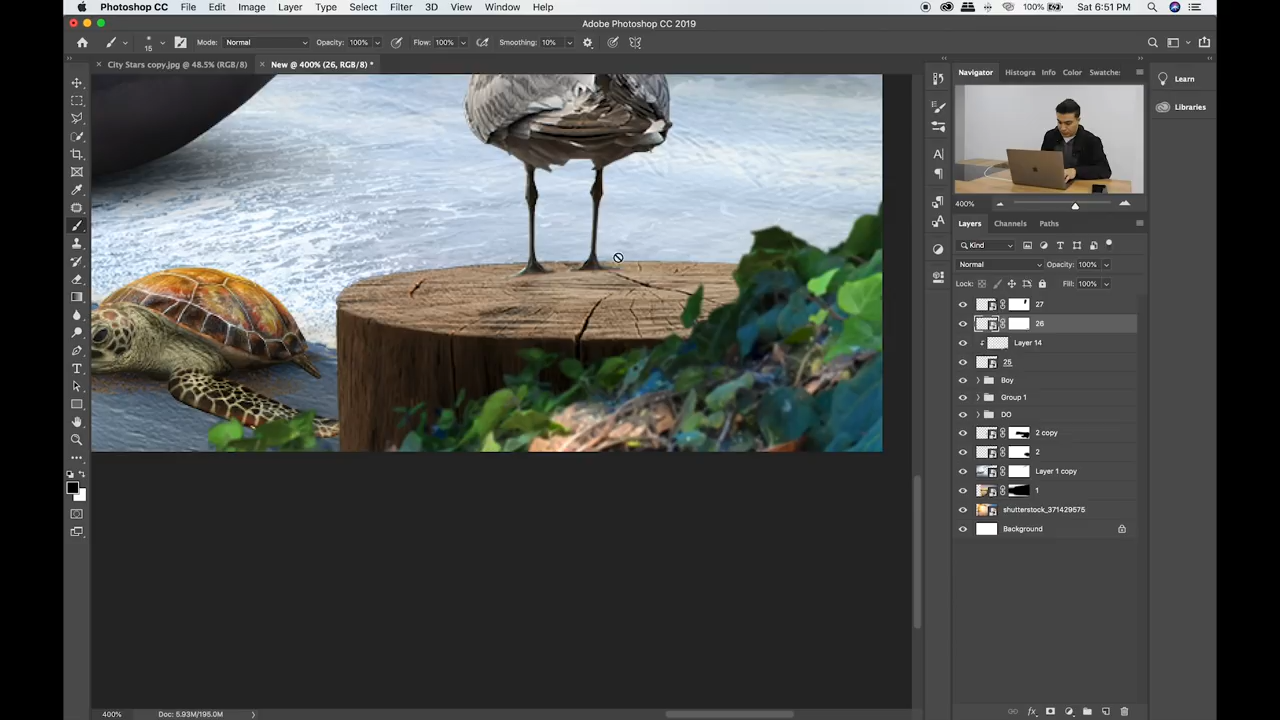 Photoshop CC File Edit Image Layer Type Select Filter 3D View Window Help 100% Sat 6:51 PM
Adobe Photoshop CC 2019
15 Mode: Normal Opacity: 100% Flow: 100% Smoothing: 10%
City Stars copy.jpg @ 48.5% (RGB/8) New @ 400% (26, RGB/8) *
Navigator Histogra Info Color Swatche:
Learn
Libraries
400%
Layers Channels Paths
Kind
Normal Opacity: 100%
Lock: Fill: 100%
27
26
Layer 14
25
Boy
Group 1
DO
2 copy
2
Layer 1 copy
1
shutterstock_371429575
Background
400% Doc: 5.93M/195.0M